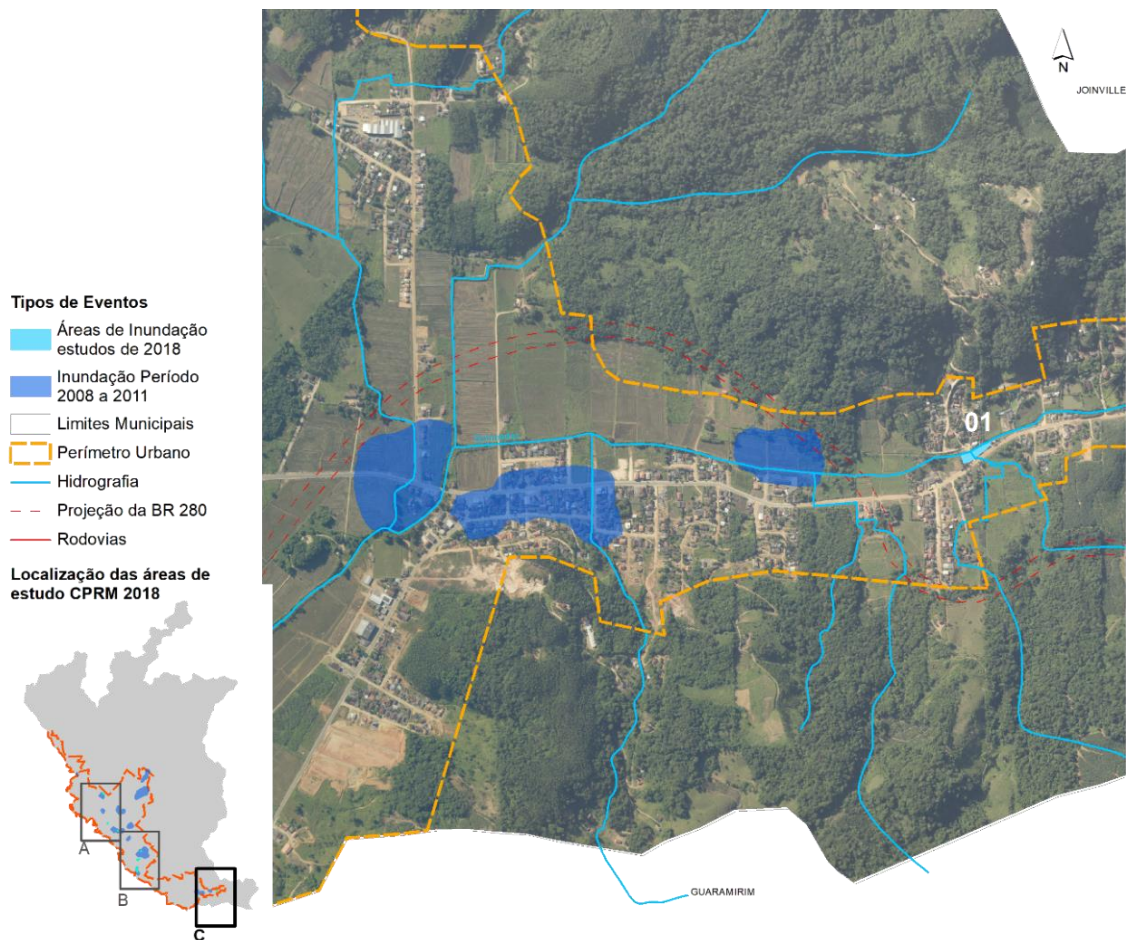 N
JOINVILLE
01
Tipos de Eventos
Áreas de Inundação
estudos de 2018
Inundação Período
2008 a 2011
Limites Municipais
Perímetro Urbano
Hidrografia
Projeção da BR 280
Rodovias
Localização das áreas de
estudo CPRM 2018
A
B
C
GUARAMIRIM